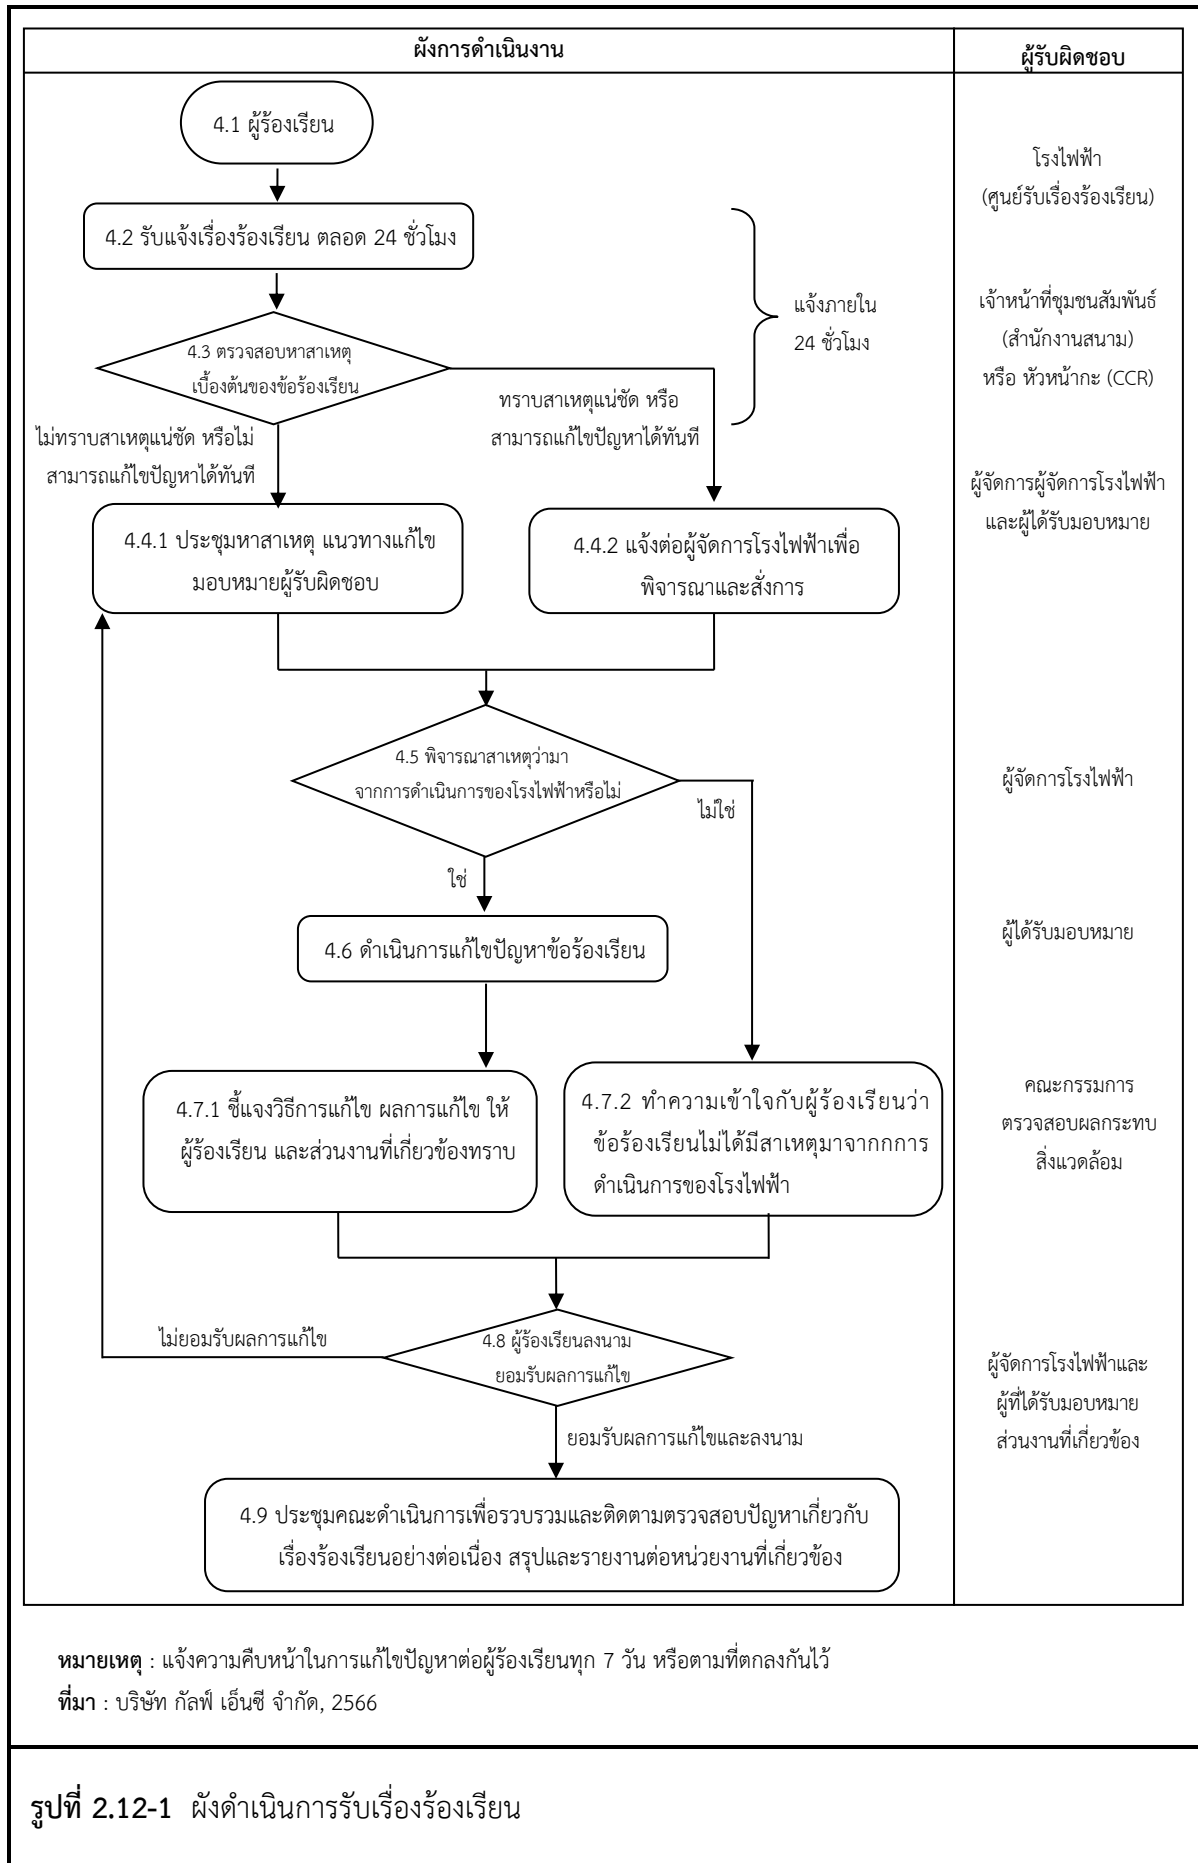 ผังการดำเนินงาน
ผู้รับผิดชอบ
4.1 ผู้ร้องเรียน
โรงไฟฟ้า
(ศูนย์รับเรื่องร้องเรียน)
4.2 รับแจ้งเรื่องร้องเรียน ตลอด 24 ชั่วโมง
แจ้งภายใน
24 ชั่วโมง
เจ้าหน้าที่ชุมชนสัมพันธ์
(สำนักงานสนาม)
หรือ หัวหน้ากะ (CCR)
4.3 ตรวจสอบหาสาเหตุ
เบื้องต้นของข้อร้องเรียน
ทราบสาเหตุแน่ชัด หรือ
สามารถแก้ไขปัญหาได้ทันที
ไม่ทราบสาเหตุแน่ชัด หรือไม่
สามารถแก้ไขปัญหาได้ทันที
ผู้จัดการผู้จัดการโรงไฟฟ้า
และผู้ได้รับมอบหมาย
4.4.1 ประชุมหาสาเหตุ แนวทางแก้ไข
มอบหมายผู้รับผิดชอบ
4.4.2 แจ้งต่อผู้จัดการโรงไฟฟ้าเพื่อ
พิจารณาและสั่งการ
4.5 พิจารณาสาเหตุว่ามา
จากการดำเนินการของโรงไฟฟ้าหรือไม่
ผู้จัดการโรงไฟฟ้า
ไม่ใช่
ใช่
4.6 ดำเนินการแก้ไขปัญหาข้อร้องเรียน
ผู้ได้รับมอบหมาย
4.7.1 ชี้แจงวิธีการแก้ไข ผลการแก้ไข ให้
ผู้ร้องเรียน และส่วนงานที่เกี่ยวข้องทราบ
4.7.2 ทำความเข้าใจกับผู้ร้องเรียนว่า
ข้อร้องเรียนไม่ได้มีสาเหตุมาจากกการ
ดำเนินการของโรงไฟฟ้า
คณะกรรมการ
ตรวจสอบผลกระทบ
สิ่งแวดล้อม
ไม่ยอมรับผลการแก้ไข
4.8 ผู้ร้องเรียนลงนาม
ยอมรับผลการแก้ไข
ผู้จัดการโรงไฟฟ้าและ
ผู้ที่ได้รับมอบหมาย
ส่วนงานที่เกี่ยวข้อง
ยอมรับผลการแก้ไขและลงนาม
4.9 ประชุมคณะดำเนินการเพื่อรวบรวมและติดตามตรวจสอบปัญหาเกี่ยวกับ
เรื่องร้องเรียนอย่างต่อเนื่อง สรุปและรายงานต่อหน่วยงานที่เกี่ยวข้อง
หมายเหตุ : แจ้งความคืบหน้าในการแก้ไขปัญหาต่อผู้ร้องเรียนทุก 7 วัน หรือตามที่ตกลงกันไว้
ที่มา : บริษัท กัลฟ์ เอ็นซี จำกัด, 2566
รูปที่ 2.12-1 ผังดำเนินการรับเรื่องร้องเรียน